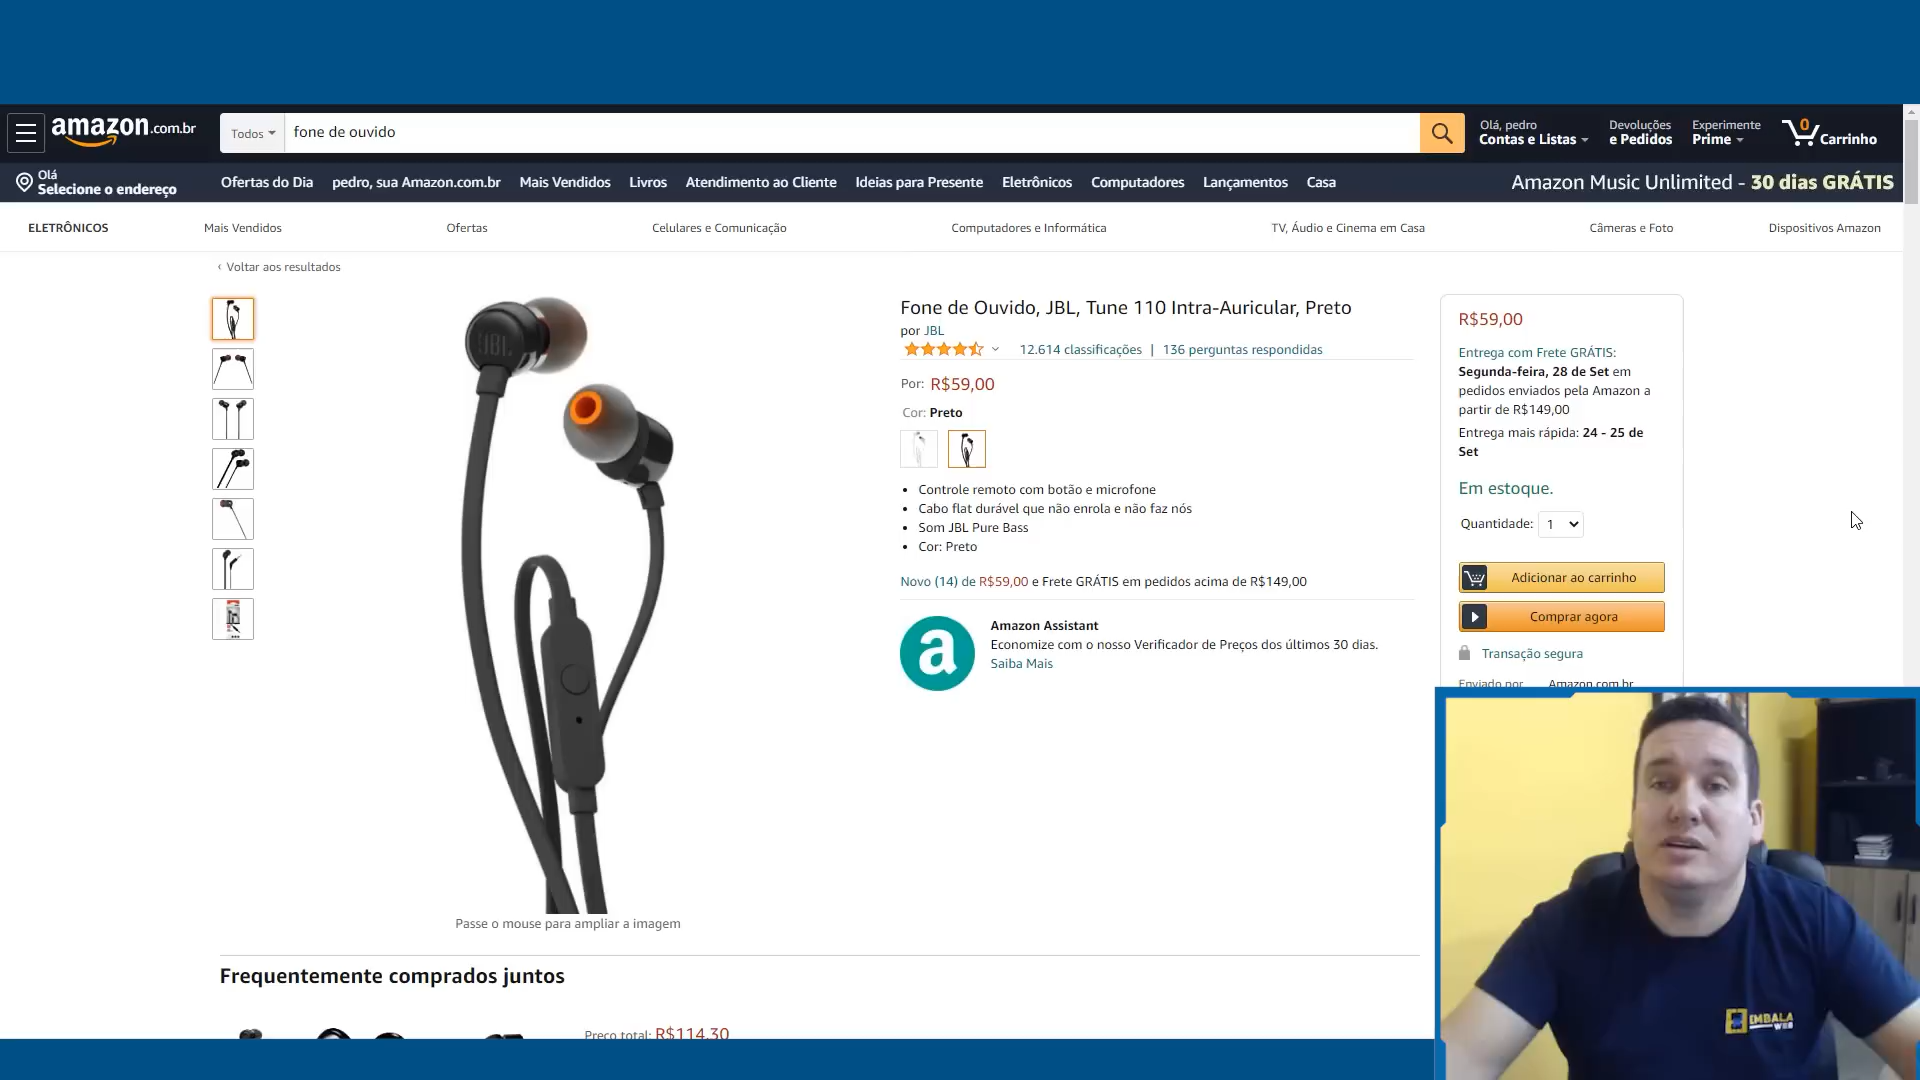 amazon.com.br
Todos
fone de ouvido
Olá, pedro
Contas e Listas
Devoluções
e Pedidos
Experimente
Prime
0
Carrinho
Olá
Selecione o endereço
Ofertas do Dia
pedro, sua Amazon.com.br
Mais Vendidos
Livros
Atendimento ao Cliente
Ideias para Presente
Eletrônicos
Computadores
Lançamentos
Casa
Amazon Music Unlimited - 30 dias GRÁTIS
ELETRÔNICOS
Mais Vendidos
Ofertas
Celulares e Comunicação
Computadores e Informática
TV, Áudio e Cinema em Casa
Câmeras e Foto
Dispositivos Amazon
‹ Voltar aos resultados
JBL
Passe o mouse para ampliar a imagem
Fone de Ouvido, JBL, Tune 110 Intra-Auricular, Preto
por JBL
12.614 classificações | 136 perguntas respondidas
Por: R$59,00
Cor: Preto
• Controle remoto com botão e microfone
• Cabo flat durável que não enrola e não faz nós
• Som JBL Pure Bass
• Cor: Preto
Novo (14) de R$59,00 e Frete GRÁTIS em pedidos acima de R$149,00
a
Amazon Assistant
Economize com o nosso Verificador de Preços dos últimos 30 dias.
Saiba Mais
R$59,00
Entrega com Frete GRÁTIS:
Segunda-feira, 28 de Set em
pedidos enviados pela Amazon a
partir de R$149,00
Entrega mais rápida: 24 - 25 de
Set
Em estoque.
Quantidade: 1
Adicionar ao carrinho
Comprar agora
Transação segura
Enviado por Amazon.com.br
Frequentemente comprados juntos
Preço total: R$114,30
EMBALA
WEB